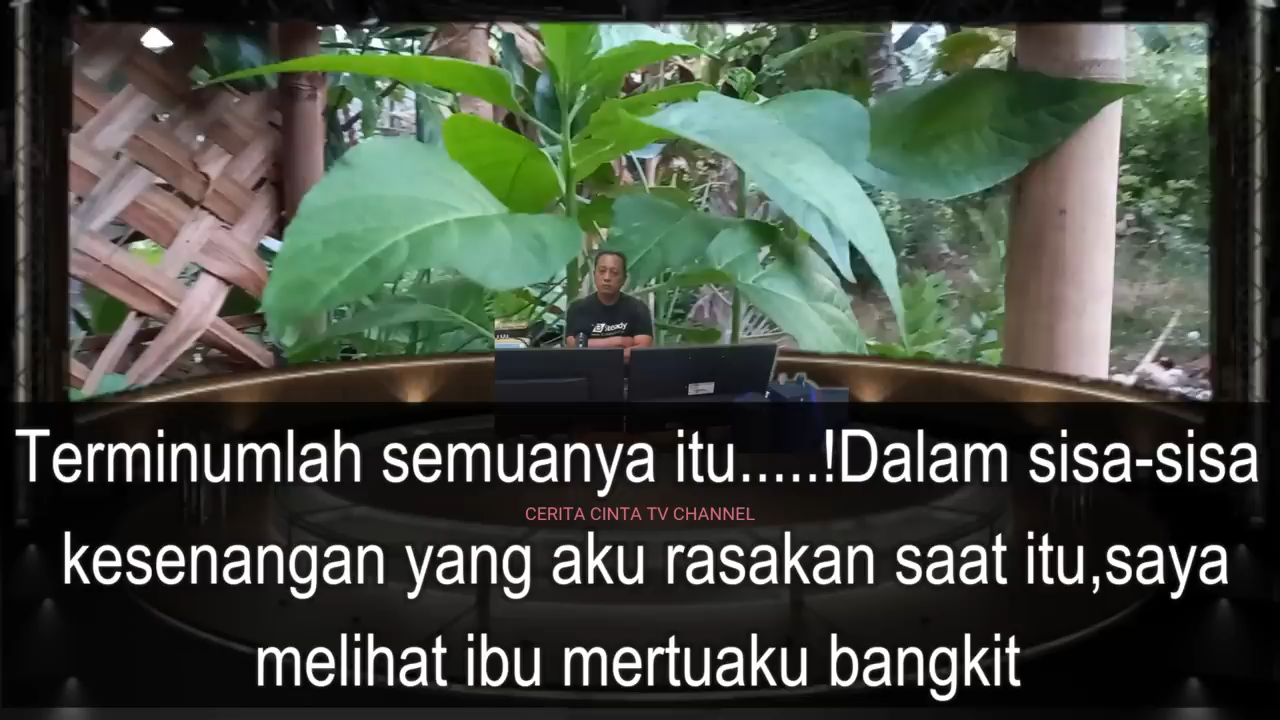 steady
Terminumlah semuanya itu.....!Dalam sisa-sisa
CERITA CINTA TV CHANNEL
kesenangan yang aku rasakan saat itu,saya
melihat ibu mertuaku bangkit